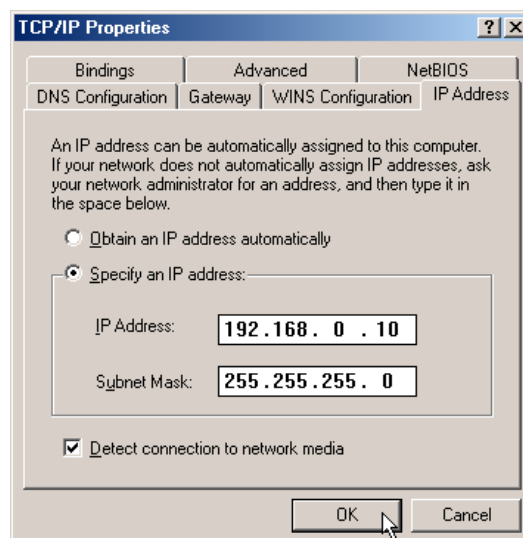 TCP/IP Properties
Bindings Advanced NetBIOS
DNS Configuration Gateway WINS Configuration IP Address
An IP address can be automatically assigned to this computer.
If your network does not automatically assign IP addresses, ask
your network administrator for an address, and then type it in
the space below.
Obtain an IP address automatically
Specify an IP address:
IP Address: 192.168. 0 .10
Subnet Mask: 255.255.255. 0
Detect connection to network media
OK Cancel